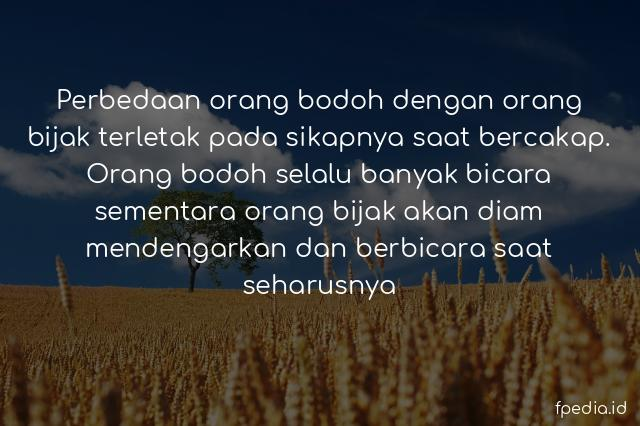 Perbedaan orang bodoh dengan orang
bijak terletak pada sikapnya saat bercakap.
Orang bodoh selalu banyak bicara
sementara orang bijak akan diam
mendengarkan dan berbicara saat
seharusnya
fpedia.id